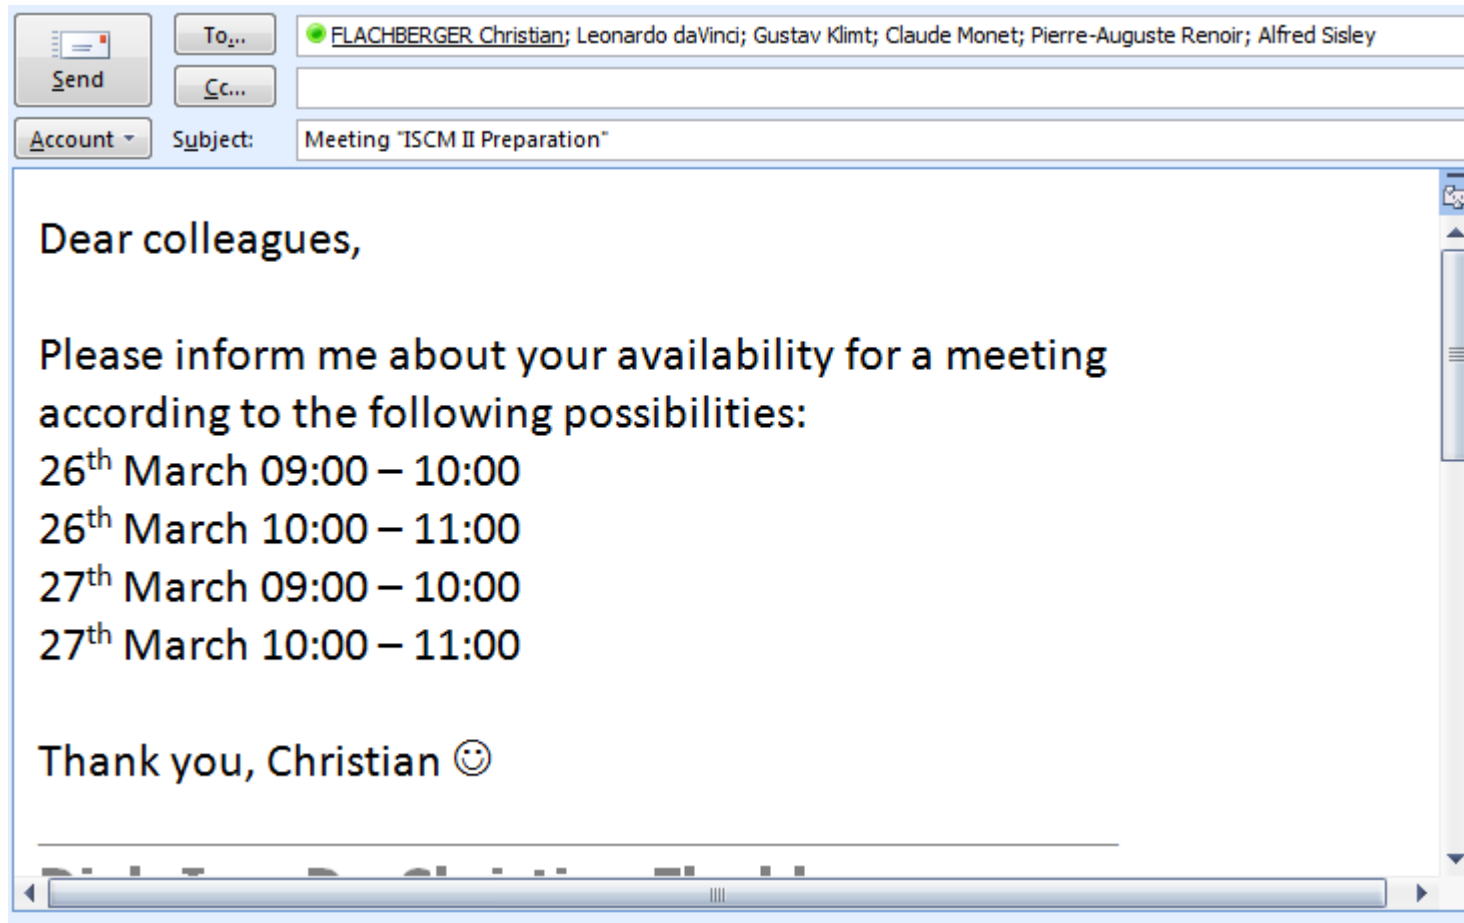 Send
To...
FLACHBERGER Christian; Leonardo daVinci; Gustav Klimt; Claude Monet; Pierre-Auguste Renoir; Alfred Sisley
Cc...
Account
Subject:
Meeting "ISCM II Preparation"
Dear colleagues,
Please inform me about your availability for a meeting
according to the following possibilities:
26th March 09:00 – 10:00
26th March 10:00 – 11:00
27th March 09:00 – 10:00
27th March 10:00 – 11:00
Thank you, Christian ☺